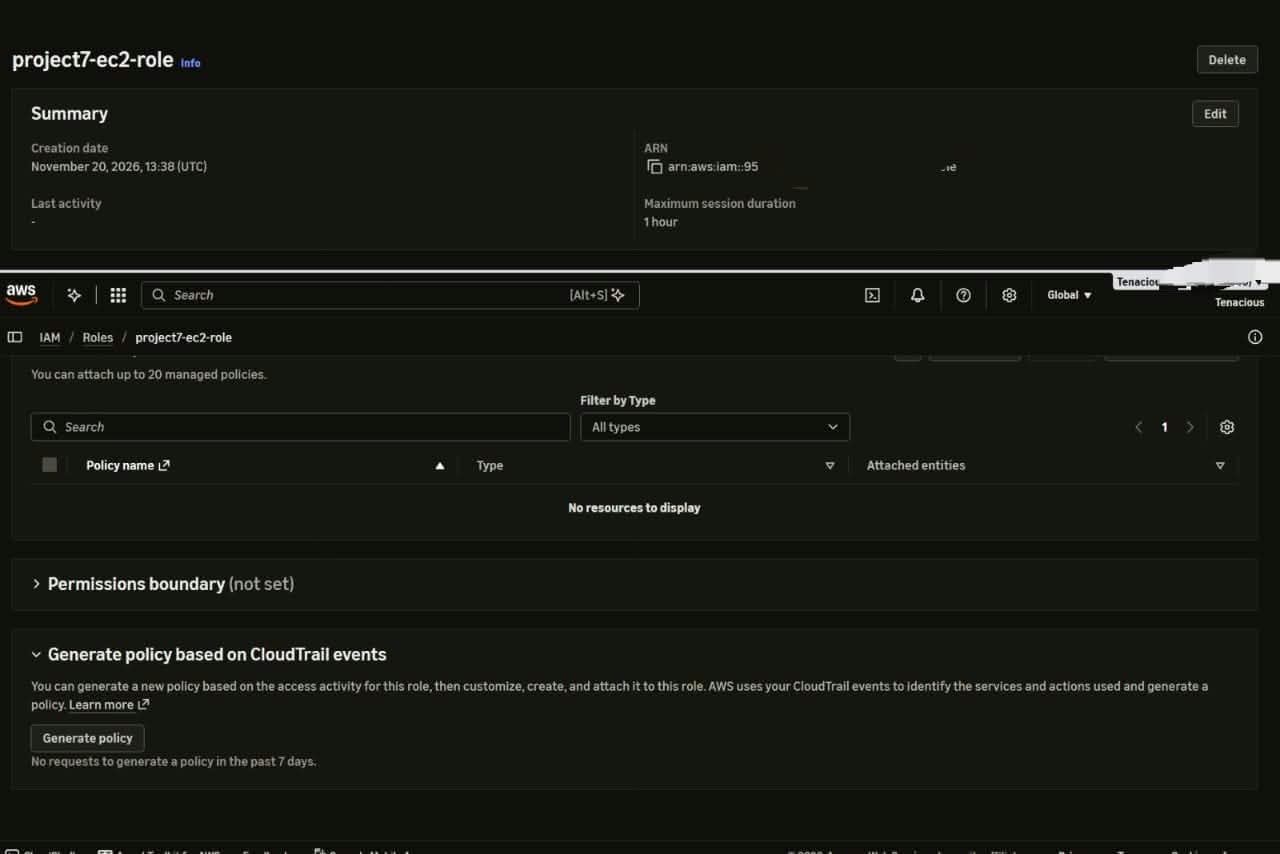 project7-ec2-role Info
Delete
Summary
Edit
Creation date
November 20, 2026, 13:38 (UTC)
ARN
arn:aws:iam::95
Last activity
-
Maximum session duration
1 hour
aws
Search
[Alt+S]
Global
Tenacious
IAM / Roles / project7-ec2-role
You can attach up to 20 managed policies.
Filter by Type
Search
All types
1
Policy name
Type
Attached entities
No resources to display
Permissions boundary (not set)
Generate policy based on CloudTrail events
You can generate a new policy based on the access activity for this role, then customize, create, and attach it to this role. AWS uses your CloudTrail events to identify the services and actions used and generate a
policy. Learn more
Generate policy
No requests to generate a policy in the past 7 days.